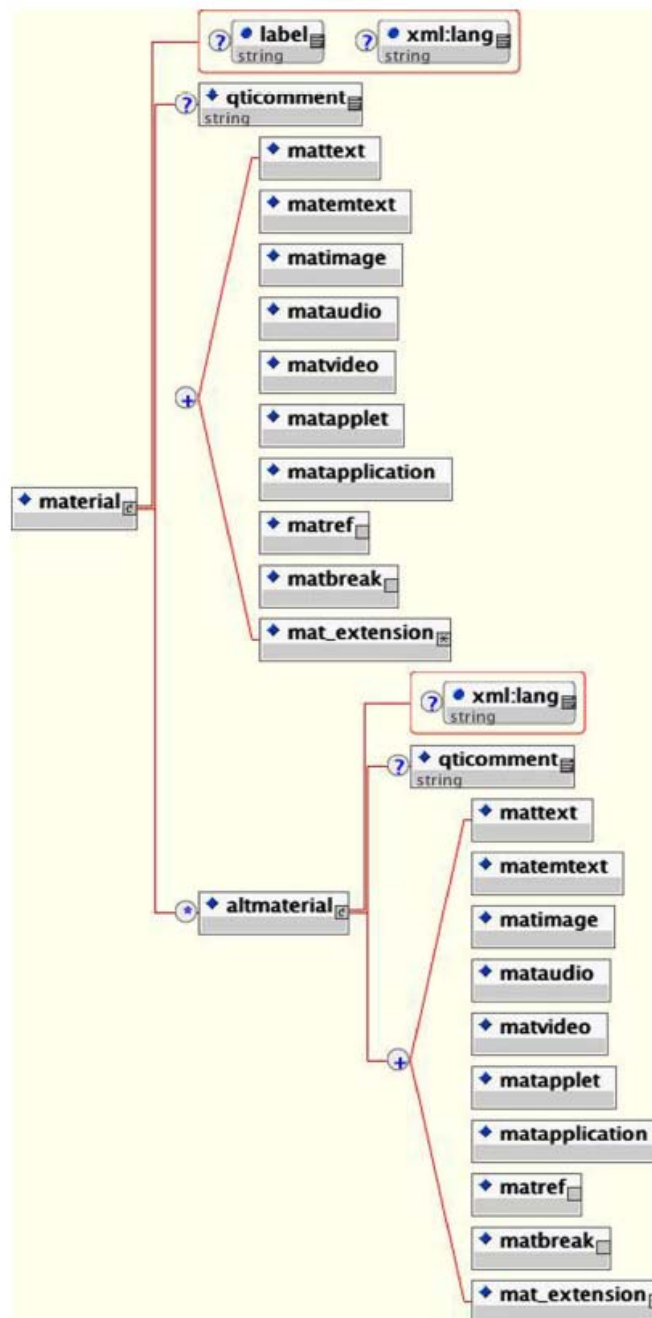 label xml:lang
string string
qticomment
string
mattext
matemtext
matimage
mataudio
matvideo
matapplet
matapplication
material
matref
matbreak
mat_extension
xml:lang
string
qticomment
string
mattext
matemtext
altmaterial
matimage
mataudio
matvideo
matapplet
matapplication
matref
matbreak
mat_extension